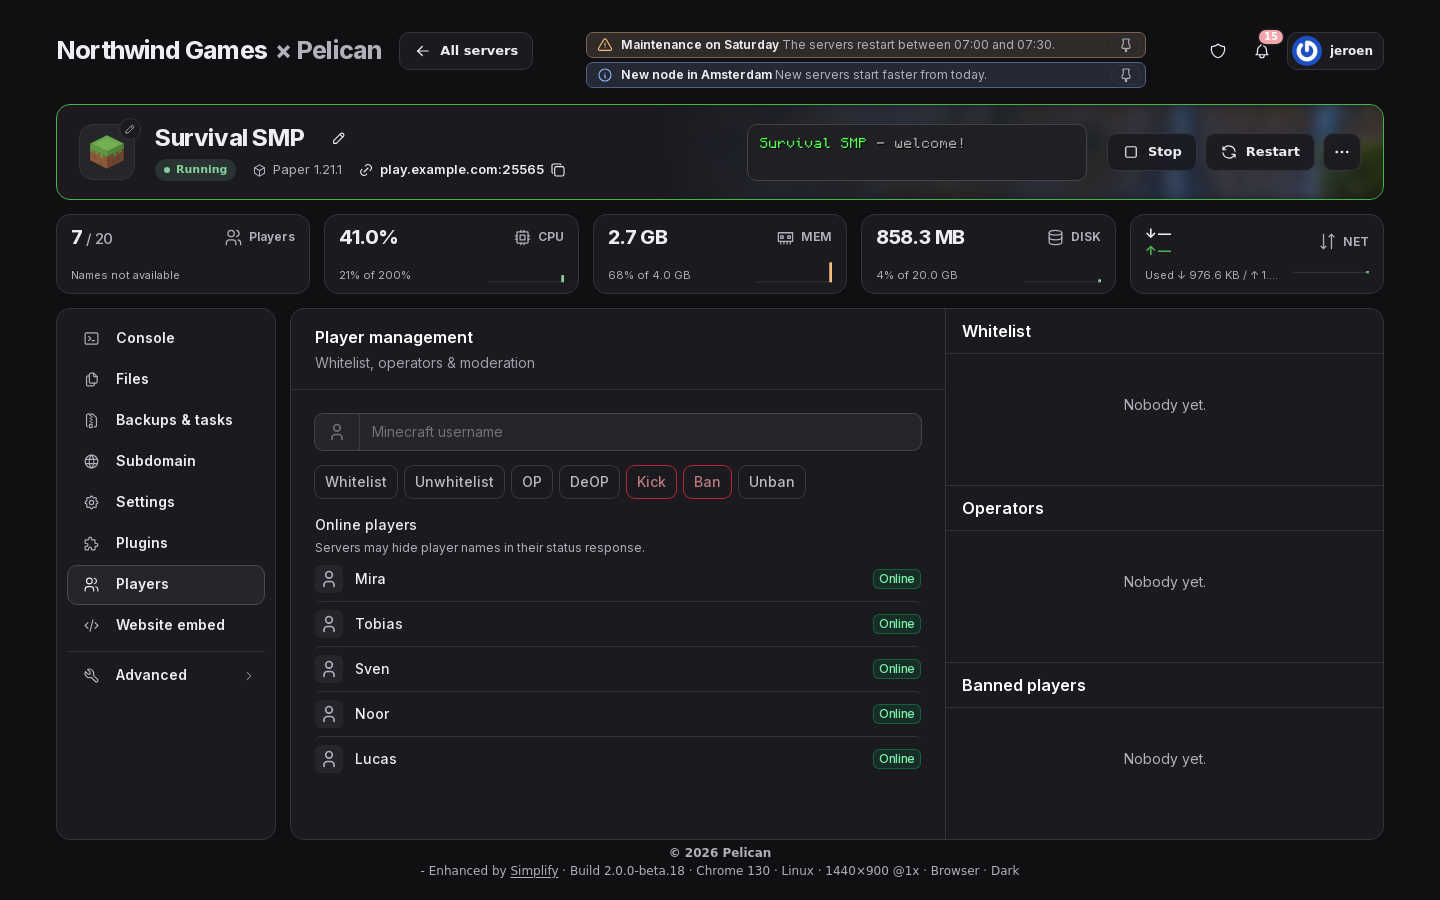 Northwind Games × Pelican
All servers
Maintenance on Saturday The servers restart between 07:00 and 07:30.
New node in Amsterdam New servers start faster from today.
15
jeroen
Survival SMP
Running
Paper 1.21.1
play.example.com:25565
Survival SMP - welcome!
Stop
Restart
7 / 20
Players
Names not available
41.0%
CPU
21% of 200%
2.7 GB
MEM
68% of 4.0 GB
858.3 MB
DISK
4% of 20.0 GB
↓—
↑—
NET
Used ↓ 976.6 KB / ↑ 1....
Console
Files
Backups & tasks
Subdomain
Settings
Plugins
Players
Website embed
Advanced
Player management
Whitelist, operators & moderation
Minecraft username
Whitelist
Unwhitelist
OP
DeOP
Kick
Ban
Unban
Online players
Servers may hide player names in their status response.
Mira
Online
Tobias
Online
Sven
Online
Noor
Online
Lucas
Online
Whitelist
Nobody yet.
Operators
Nobody yet.
Banned players
Nobody yet.
© 2026 Pelican
- Enhanced by Simplify · Build 2.0.0-beta.18 · Chrome 130 · Linux · 1440×900 @1x · Browser · Dark